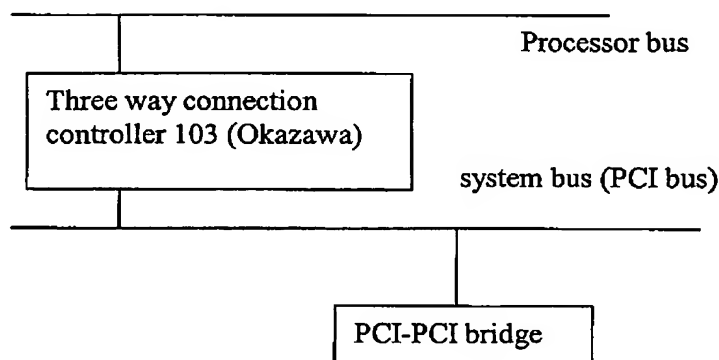 Processor bus
Three way connection
controller 103 (Okazawa)
system bus (PCI bus)
PCI-PCI bridge